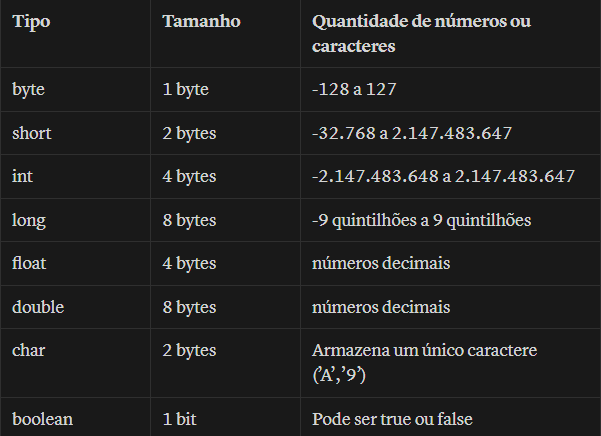 Tipo Tamanho Quantidade de números ou
caracteres
byte 1 byte -128 a 127
short 2 bytes -32.768 a 2.147.483.647
int 4 bytes -2.147.483.648 a 2.147.483.647
long 8 bytes -9 quintilhões a 9 quintilhões
float 4 bytes números decimais
double 8 bytes números decimais
char 2 bytes Armazena um único caractere
(’A’,’9’)
boolean 1 bit Pode ser true ou false